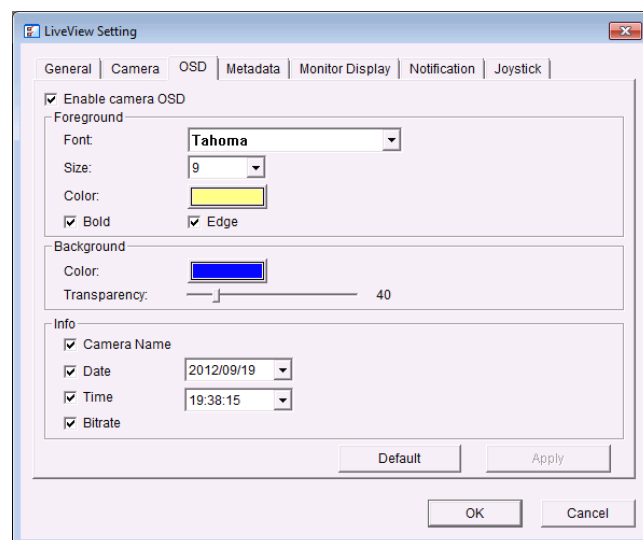 LiveView Setting
General Camera OSD Metadata Monitor Display Notification Joystick
Enable camera OSD
Foreground
Font: Tahoma
Size: 9
Color:
Bold Edge
Background
Color:
Transparency: 40
Info
Camera Name
Date 2012/09/19
Time 19:38:15
Bitrate
Default Apply
OK Cancel